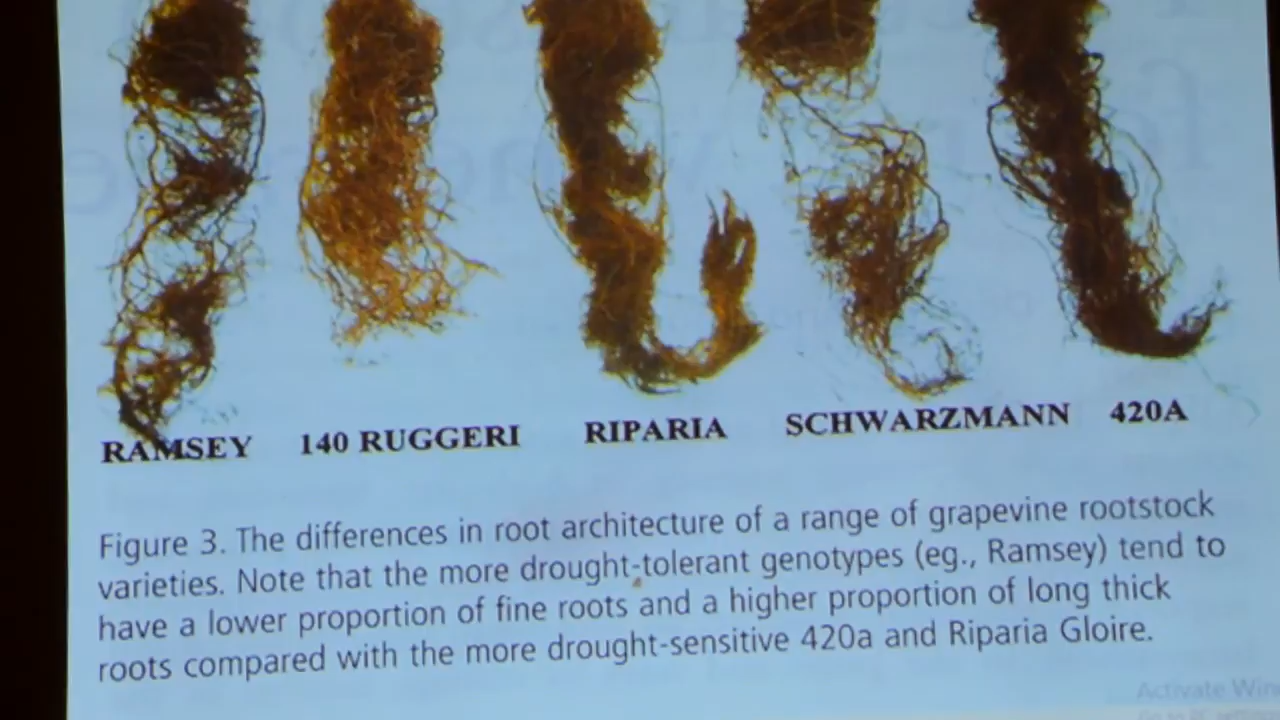 RAMSEY 140 RUGGERI RIPARIA SCHWARZMANN 420A
Figure 3. The differences in root architecture of a range of grapevine rootstock
varieties. Note that the more drought-tolerant genotypes (eg., Ramsey) tend to
have a lower proportion of fine roots and a higher proportion of long thick
roots compared with the more drought-sensitive 420a and Riparia Gloire.
Activate Win